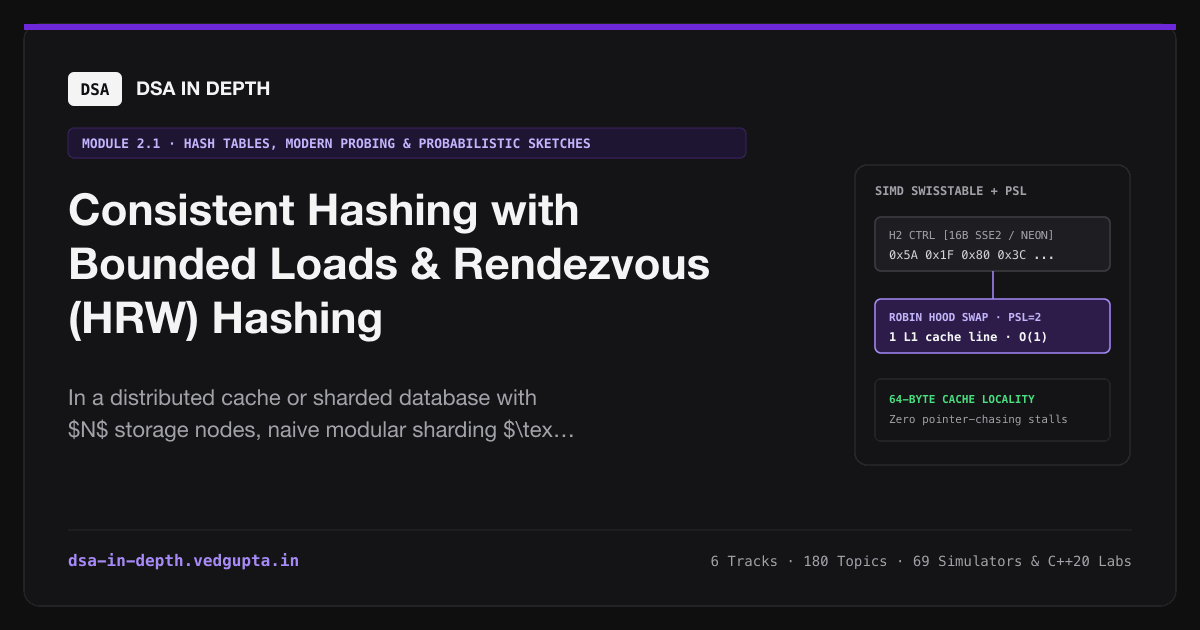 DSA
DSA IN DEPTH
MODULE 2.1 · HASH TABLES, MODERN PROBING & PROBABILISTIC SKETCHES
Consistent Hashing with
Bounded Loads & Rendezvous
(HRW) Hashing
In a distributed cache or sharded database with
$N$ storage nodes, naive modular sharding $\tex...
SIMD SWISSTABLE + PSL
H2 CTRL [16B SSE2 / NEON]
0x5A 0x1F 0x80 0x3C ...
ROBIN HOOD SWAP · PSL=2
1 L1 cache line · O(1)
64-BYTE CACHE LOCALITY
Zero pointer-chasing stalls
dsa-in-depth.vedgupta.in
6 Tracks · 180 Topics · 69 Simulators & C++20 Labs